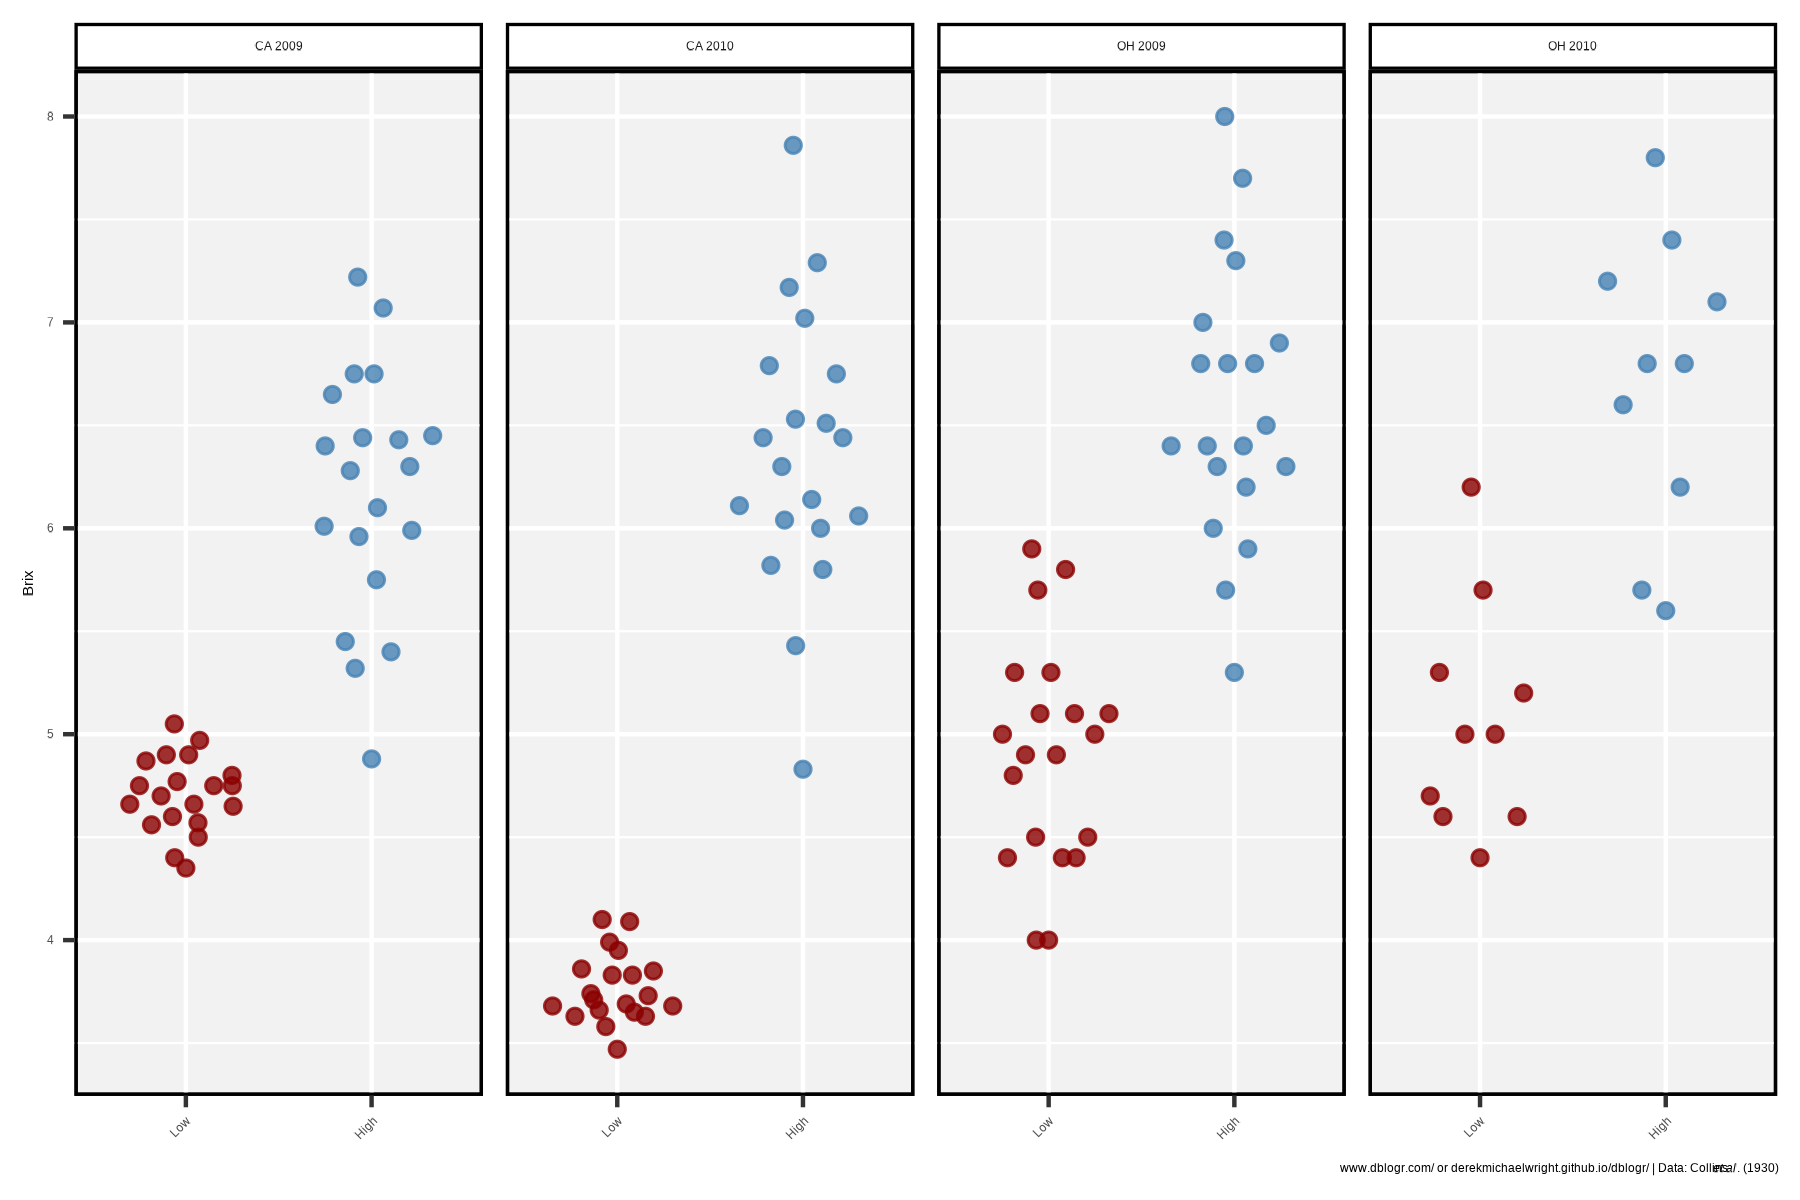 CA 2009 CA 2010 OH 2009 OH 2010
8
7
6
5
4
Brix
Low High Low High Low High Low High
www.dblogr.com/ or derekmichaelwright.github.io/dblogr/ | Data: (1930)